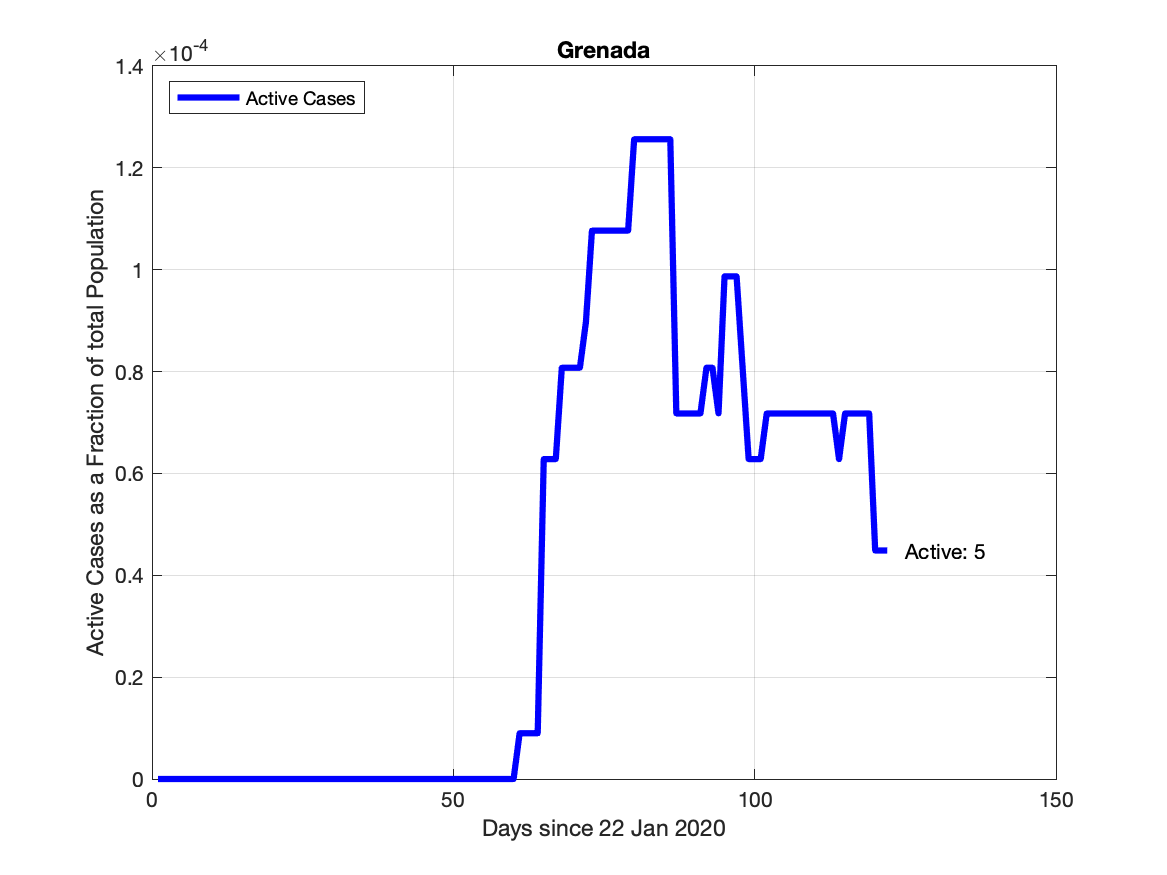 Grenada
×10-4
1.4
1.2
1
0.8
0.6
0.4
0.2
0
Active Cases as a Fraction of total Population
Active Cases
Active: 5
0 50 100 150
Days since 22 Jan 2020